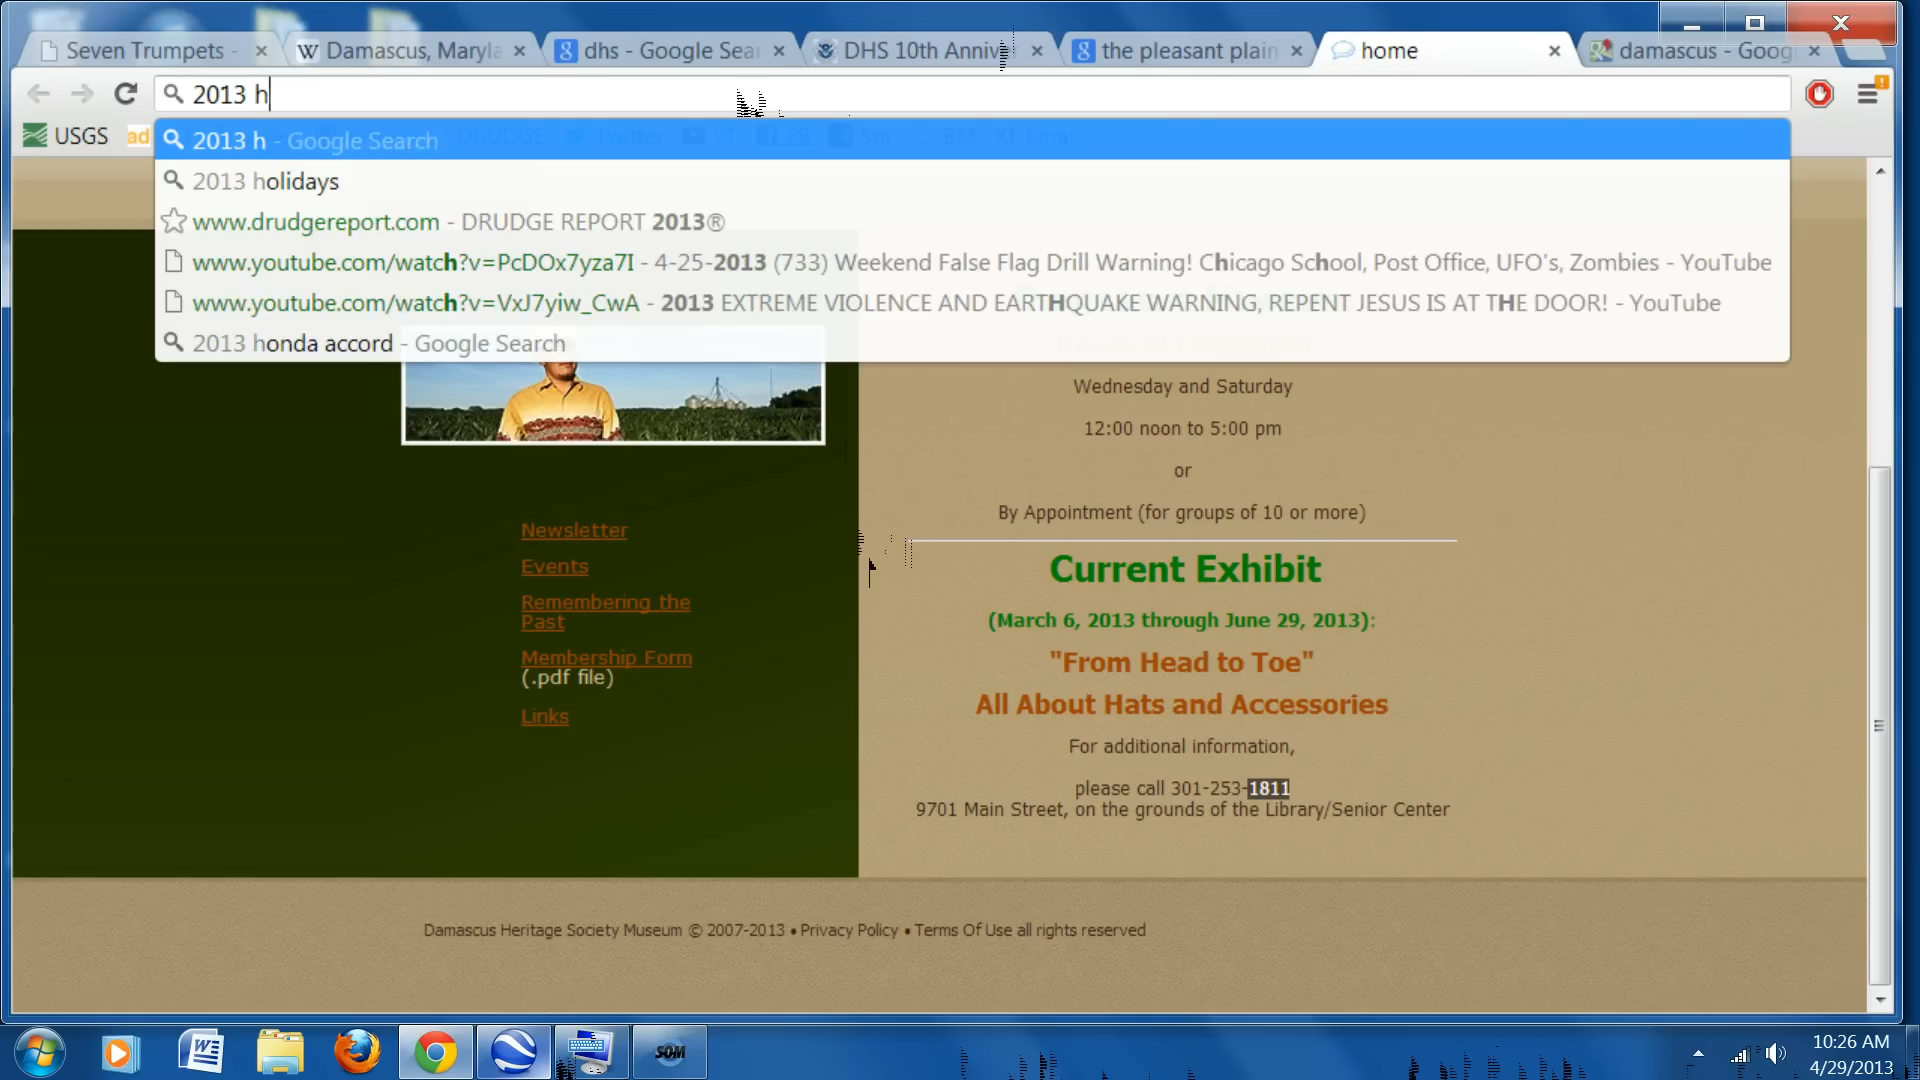 Seven Trumpets -
Damascus, Maryla
dhs - Google Sear
DHS 10th Annive
the pleasant plain
home
damascus - Googl
2013 h
USGS
ad
2013 h - Google Search
2013 holidays
www.drudgereport.com - DRUDGE REPORT 2013®
www.youtube.com/watch?v=PcDOx7yza7I - 4-25-2013 (733) Weekend False Flag Drill Warning! Chicago School, Post Office, UFO's, Zombies - YouTube
www.youtube.com/watch?v=VxJ7yiw_CwA - 2013 EXTREME VIOLENCE AND EARTHQUAKE WARNING, REPENT JESUS IS AT THE DOOR! - YouTube
2013 honda accord - Google Search
Wednesday and Saturday
12:00 noon to 5:00 pm
or
By Appointment (for groups of 10 or more)
Newsletter
Events
Remembering the
Past
Membership Form
(.pdf file)
Links
Current Exhibit
(March 6, 2013 through June 29, 2013):
"From Head to Toe"
All About Hats and Accessories
For additional information,
please call 301-253-1811
9701 Main Street, on the grounds of the Library/Senior Center
Damascus Heritage Society Museum © 2007-2013 • Privacy Policy • Terms Of Use all rights reserved
SOM
10:26 AM
4/29/2013